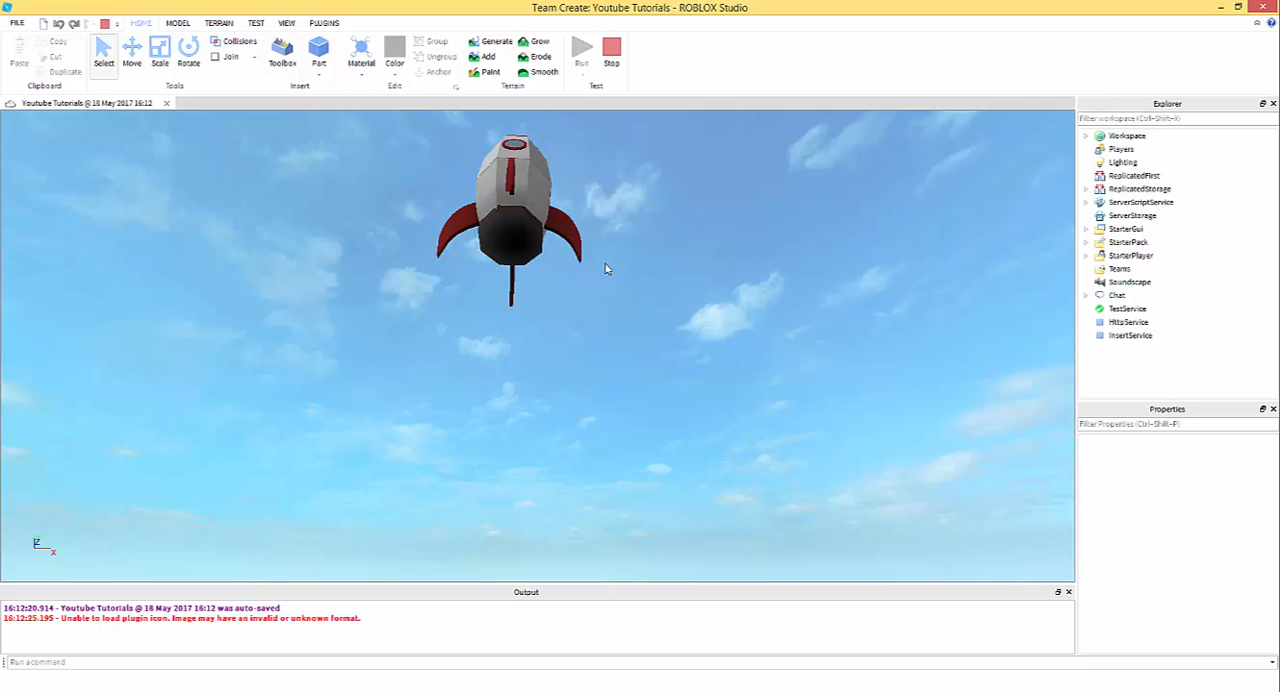 Team Create: Youtube Tutorials - ROBLOX Studio
FILE HOME MODEL TERRAIN TEST VIEW PLUGINS
Paste Copy Cut Duplicate
Select Move Scale Rotate
Collisions Join
Toolbox Part
Material Color
Group Ungroup Anchor
Generate Add Paint
Grow Erode Smooth
Run Stop
Clipboard Tools Insert Edit Terrain Test
Youtube Tutorials @ 18 May 2017 16:12
Explorer
Filter workspace (Ctrl+Shift+X)
Workspace
Players
Lighting
ReplicatedFirst
ReplicatedStorage
ServerScriptService
ServerStorage
StarterGui
StarterPack
StarterPlayer
Teams
Soundscape
Chat
TestService
HttpService
InsertService
Properties
Filter Properties (Ctrl+Shift+P)
Z
X
Output
16:12:20.914 - Youtube Tutorials @ 18 May 2017 16:12 was auto-saved
16:12:25.195 - Unable to load plugin icon. Image may have an invalid or unknown format.
Run a command